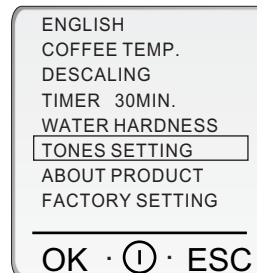 ENGLISH
COFFEE TEMP.
DESCALING
TIMER 30MIN.
WATER HARDNESS
TONES SETTING
ABOUT PRODUCT
FACTORY SETTING
OK · · ESC